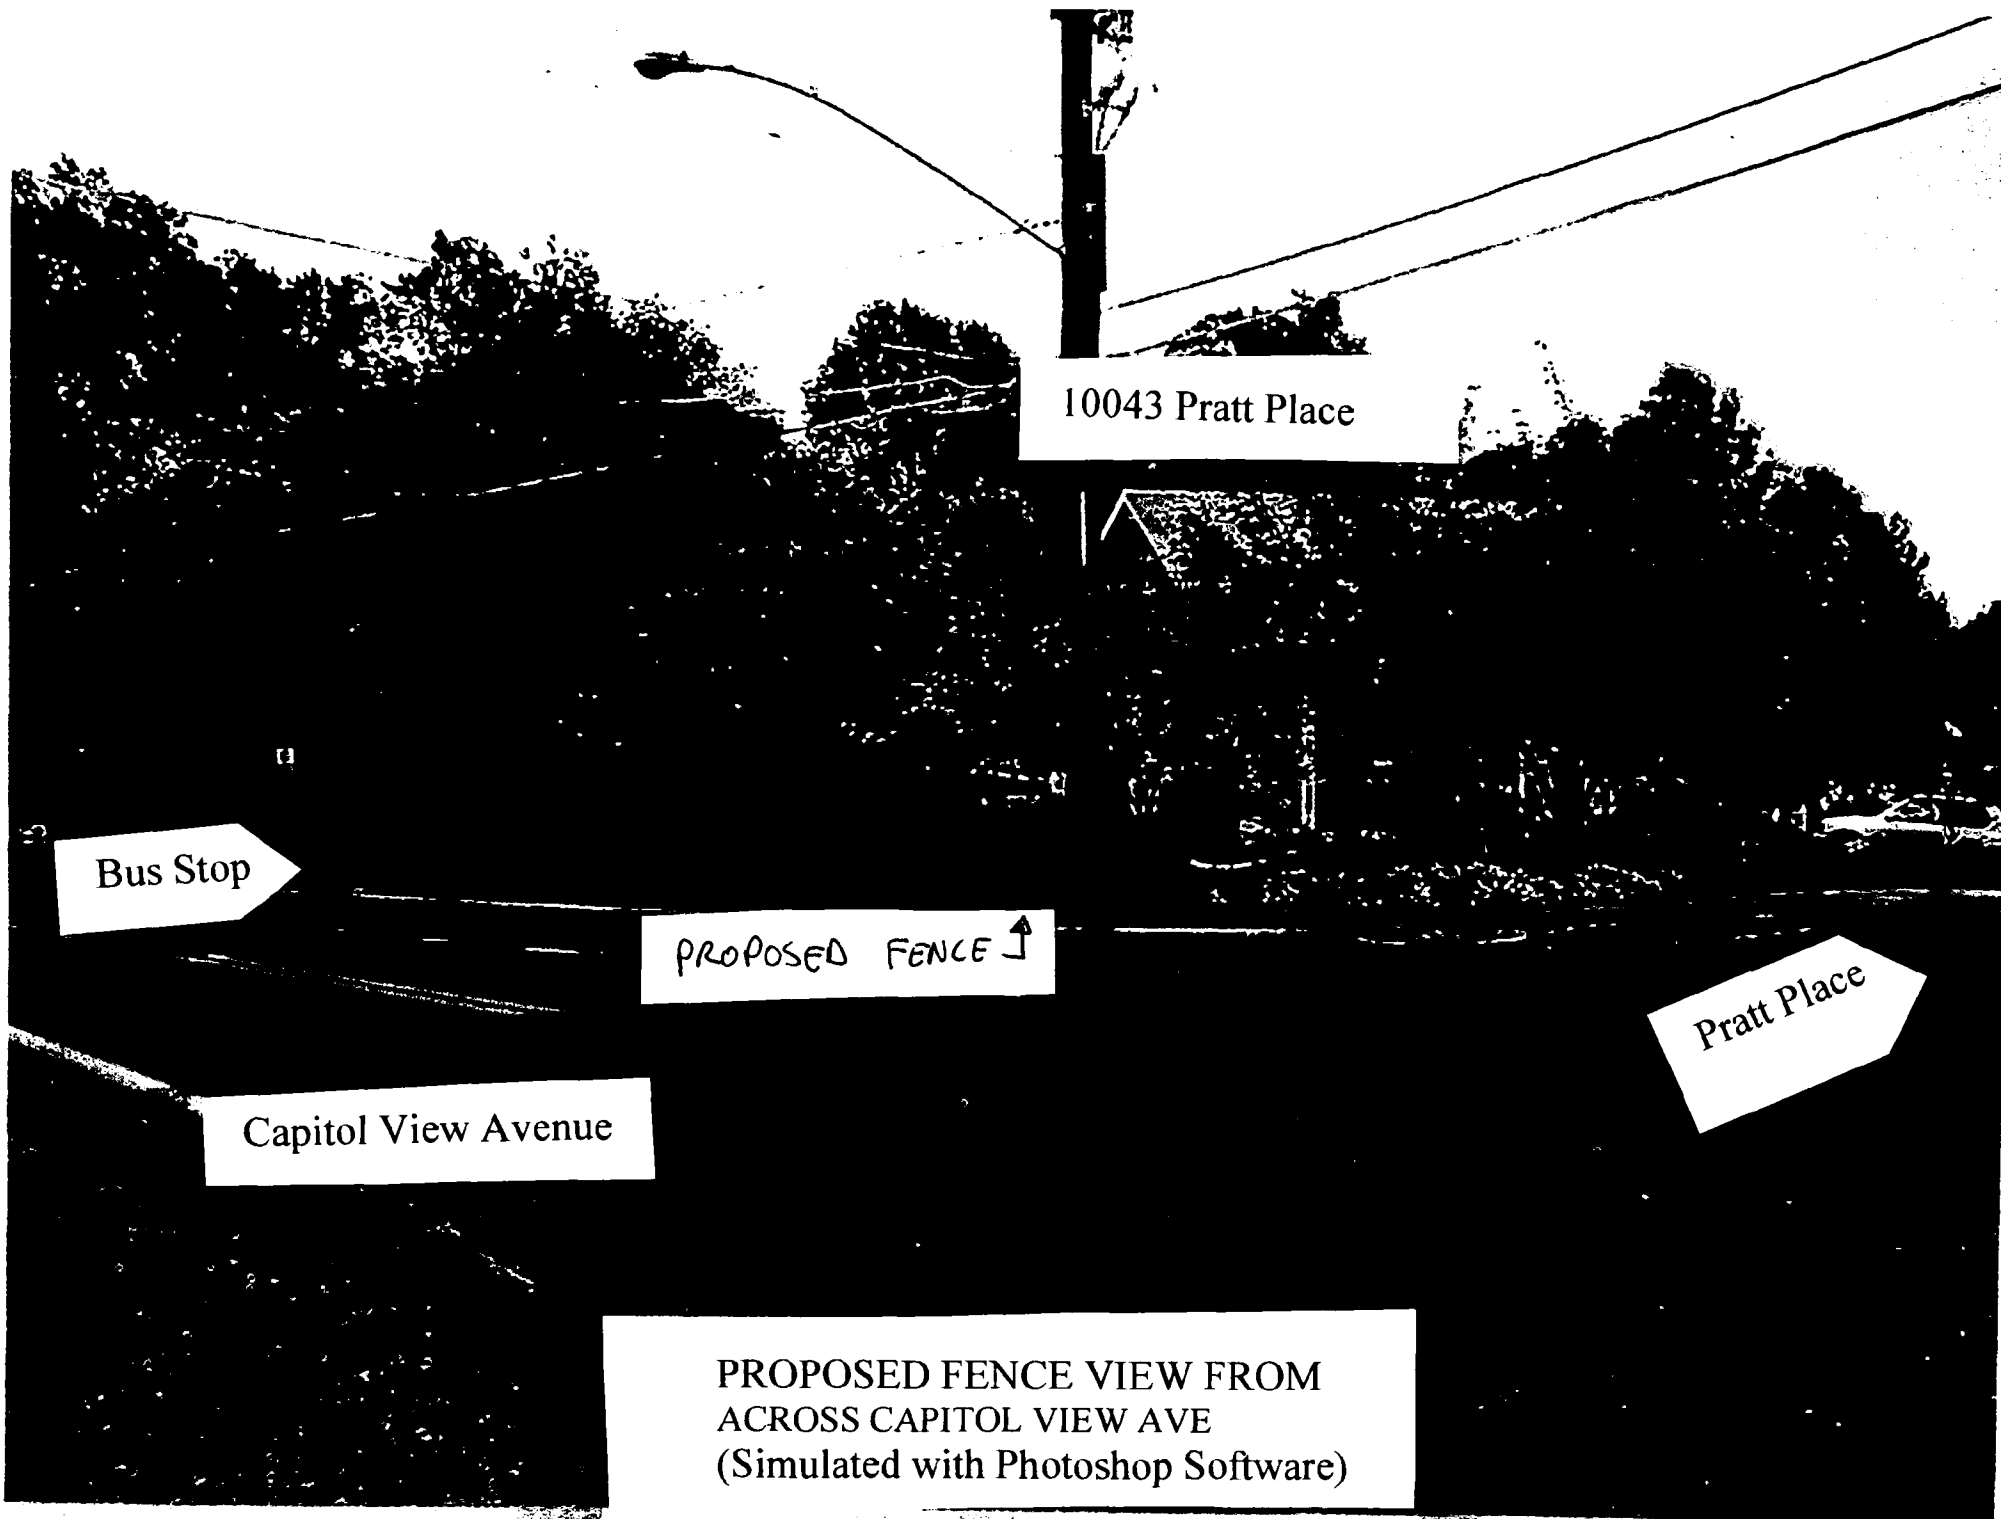 10043 Pratt Place
Bus Stop
PROPOSED FENCE
Pratt Place
Capitol View Avenue
PROPOSED FENCE VIEW FROM
ACROSS CAPITOL VIEW AVE
(Simulated with Photoshop Software)